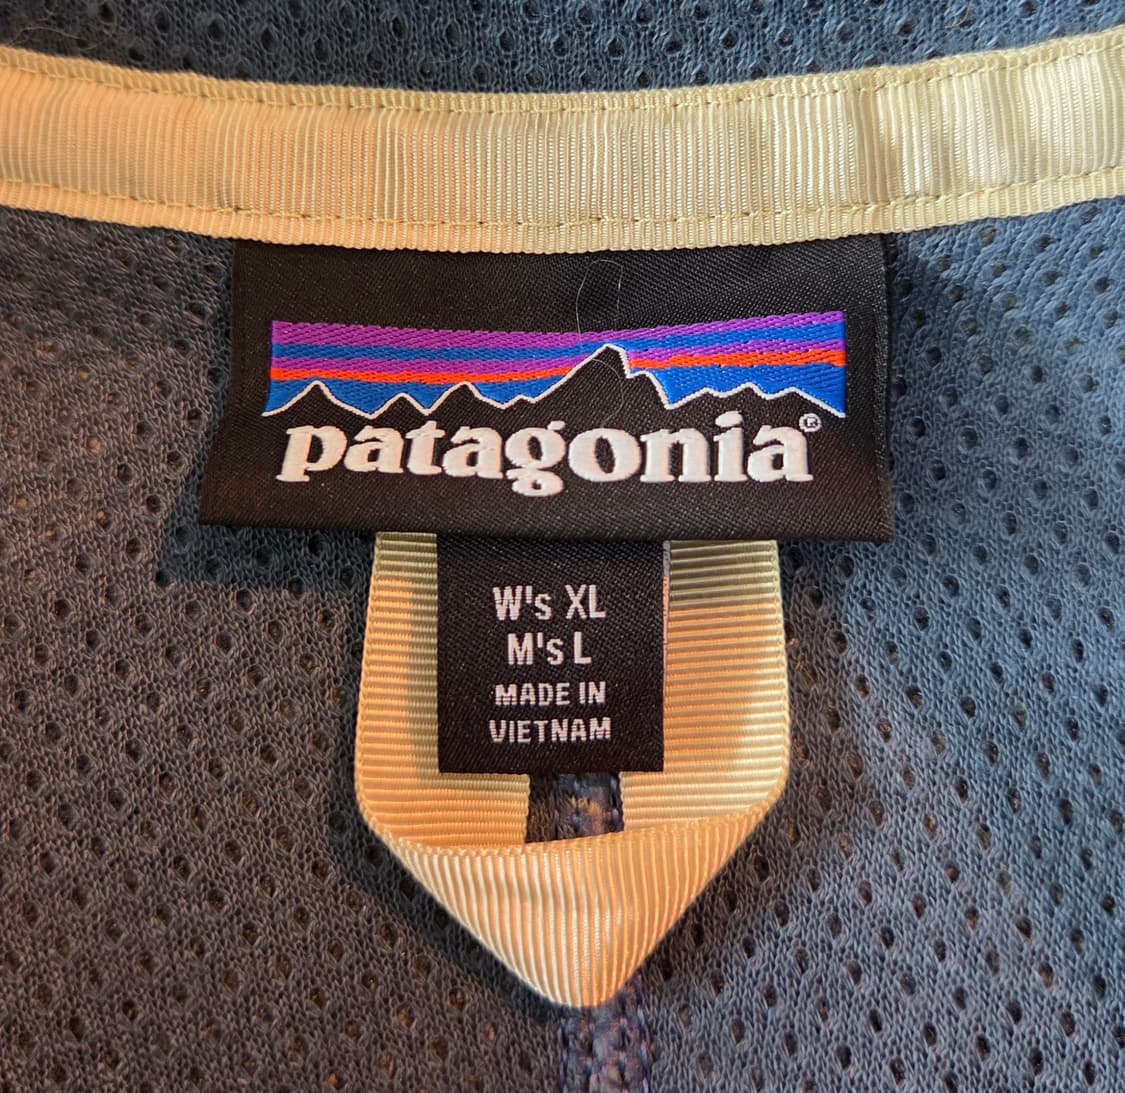 patagonia®
W's XL
M's L
MADE IN
VIETNAM